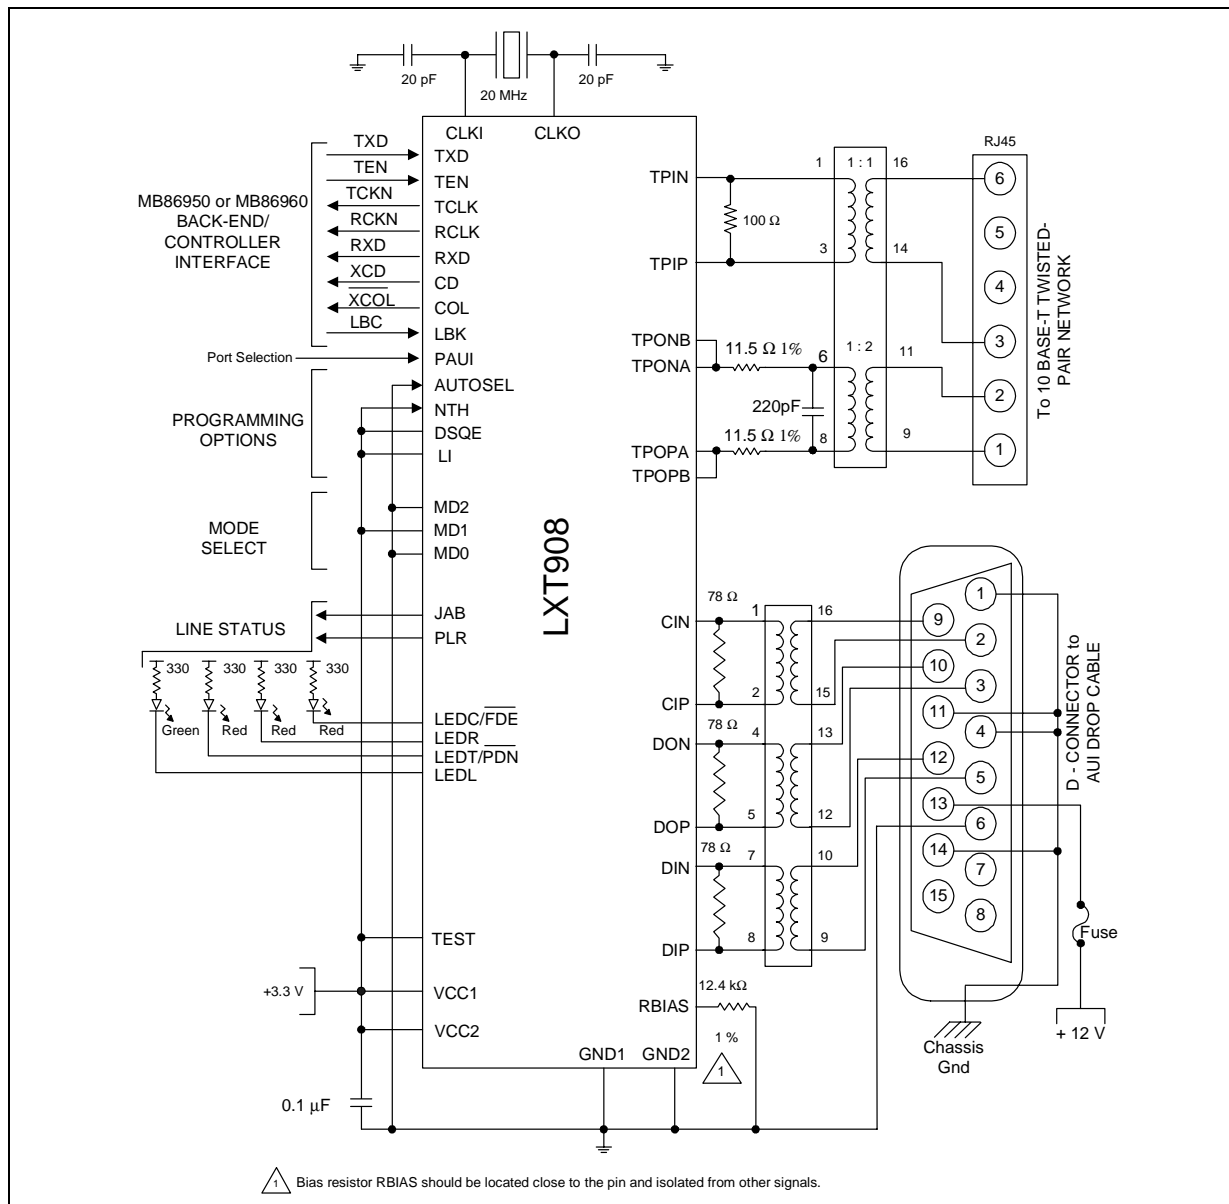 20 pF
20 MHz
20 pF
CLKI
CLKO
MB86950 or MB86960
BACK-END/
CONTROLLER
INTERFACE
TXD
TEN
TCKN
RCKN
RXD
XCD
XCOL
LBC
Port Selection
PROGRAMMING
OPTIONS
MODE
SELECT
LINE STATUS
330
330
330
330
Green
Red
Red
Red
+3.3 V
0.1 µF
TXD
TEN
TCLK
RCLK
RXD
CD
COL
LBK
PAUI
AUTOSEL
NTH
DSQE
LI
MD2
MD1
MD0
JAB
PLR
LEDC/FDE
LEDR
LEDT/PDN
LEDL
TEST
VCC1
VCC2
LXT908
GND1
GND2
TPIN
TPIP
TPONB
TPONA
TPOPA
TPOPB
CIN
CIP
DON
DOP
DIN
DIP
RBIAS
100 Ω
11.5 Ω 1%
220pF
11.5 Ω 1%
1
1 : 1
16
3
14
6
1 : 2
11
8
9
RJ45
6
5
4
3
2
1
To 10 BASE-T TWISTED-
PAIR NETWORK
78 Ω
78 Ω
78 Ω
1
16
2
15
4
13
5
12
7
10
8
9
12.4 kΩ
1 %
1
1
9
2
10
3
11
4
12
5
13
6
14
7
15
8
D - CONNECTOR to
AUI DROP CABLE
Fuse
+ 12 V
Chassis
Gnd
1 Bias resistor RBIAS should be located close to the pin and isolated from other signals.